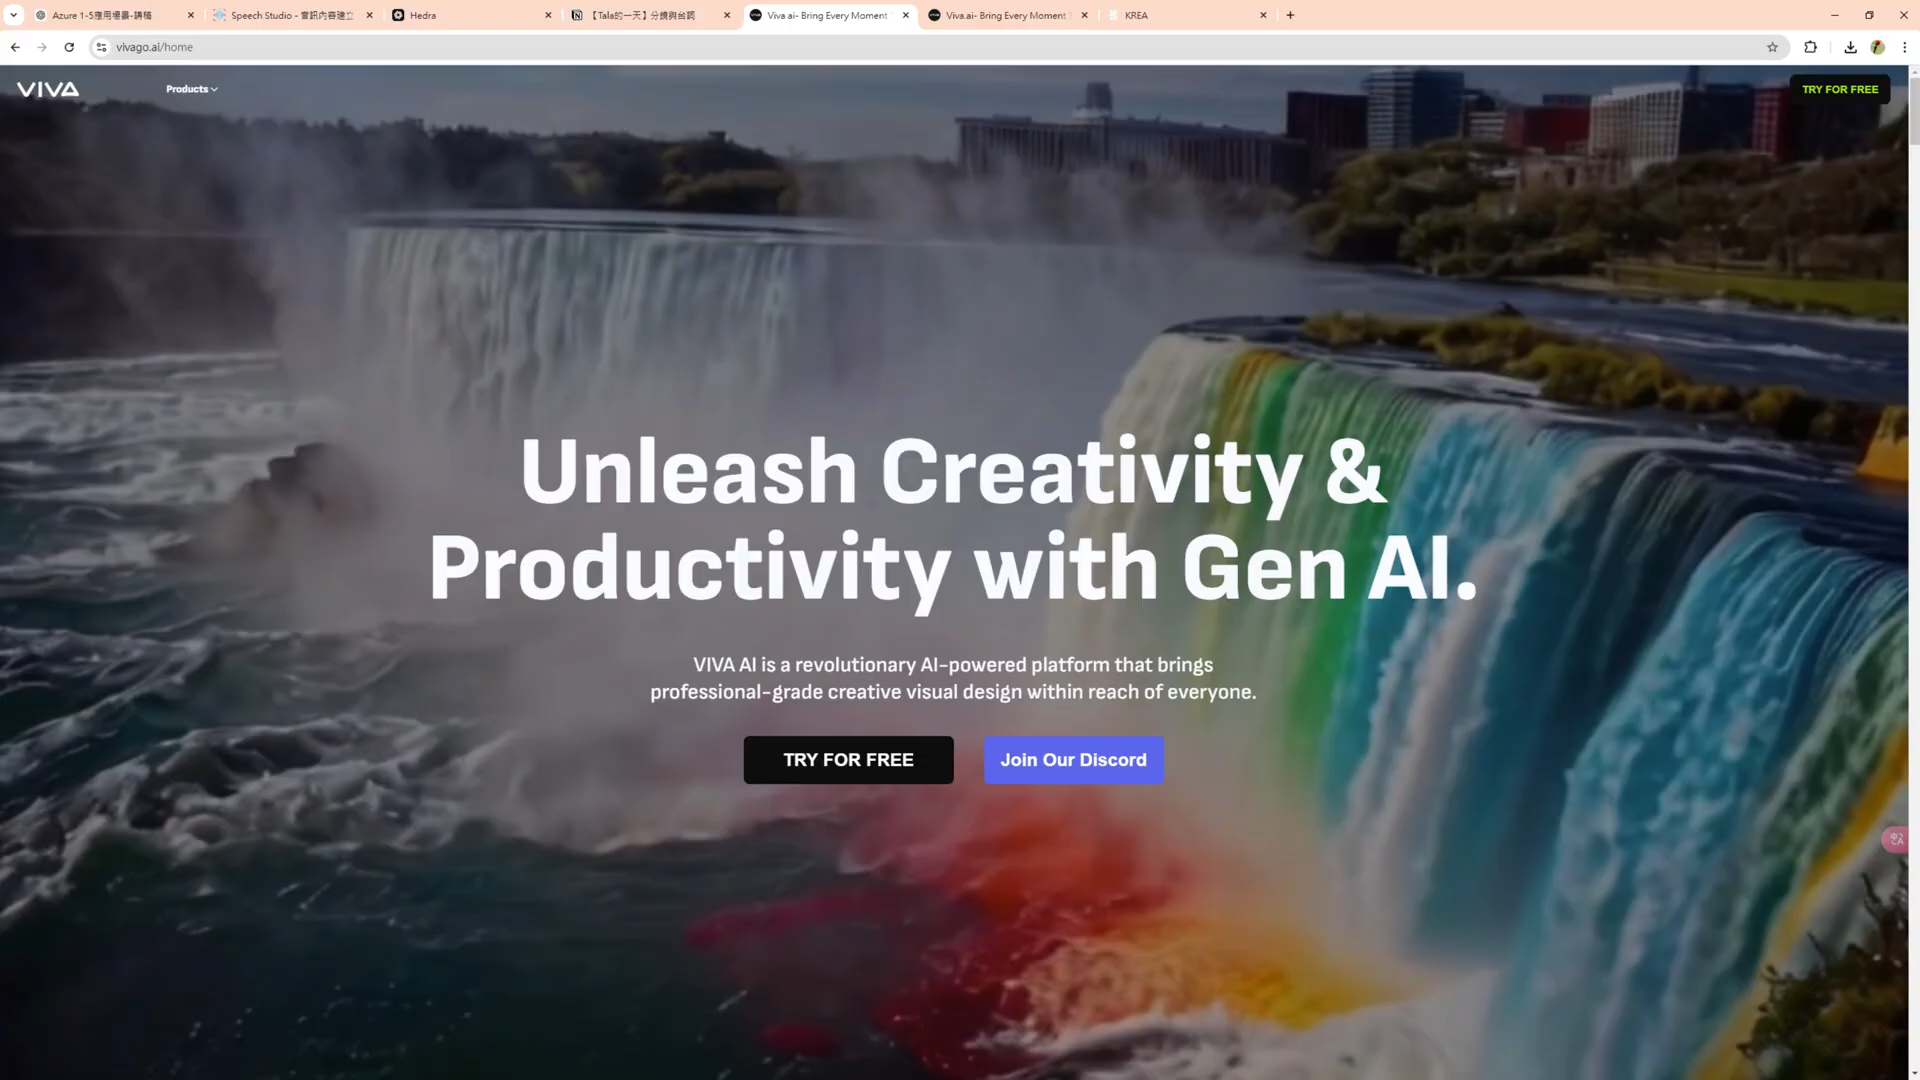 Azure 1-5應用場景-講稿
Speech Studio - 音訊內容建立
Hedra
【Tala的一天】分鏡與台詞
Viva ai- Bring Every Moment
Viva.ai- Bring Every Moment
KREA
vivago.ai/home
VIVA
Products
TRY FOR FREE
Unleash Creativity &
Productivity with Gen AI.
VIVA AI is a revolutionary AI-powered platform that brings
professional-grade creative visual design within reach of everyone.
TRY FOR FREE
Join Our Discord